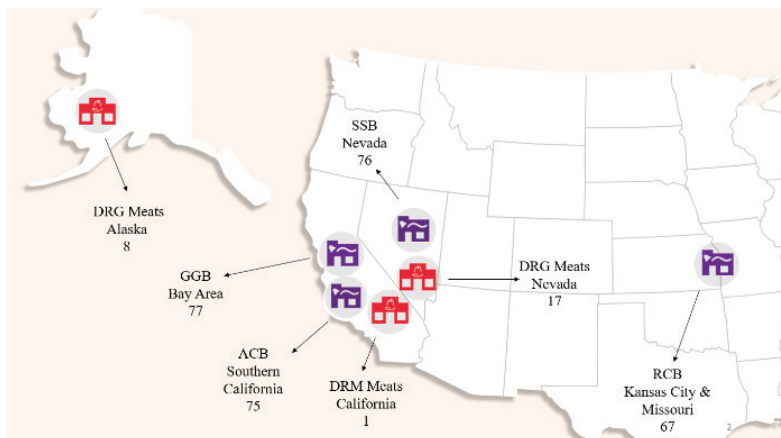 SSB
Nevada
76
DRG Meats
Alaska
8
GGB
Bay Area
77
DRG Meats
Nevada
17
ACB
Southern
California
75
DRM Meats
California
1
RCB
Kansas City &
Missouri
67
2